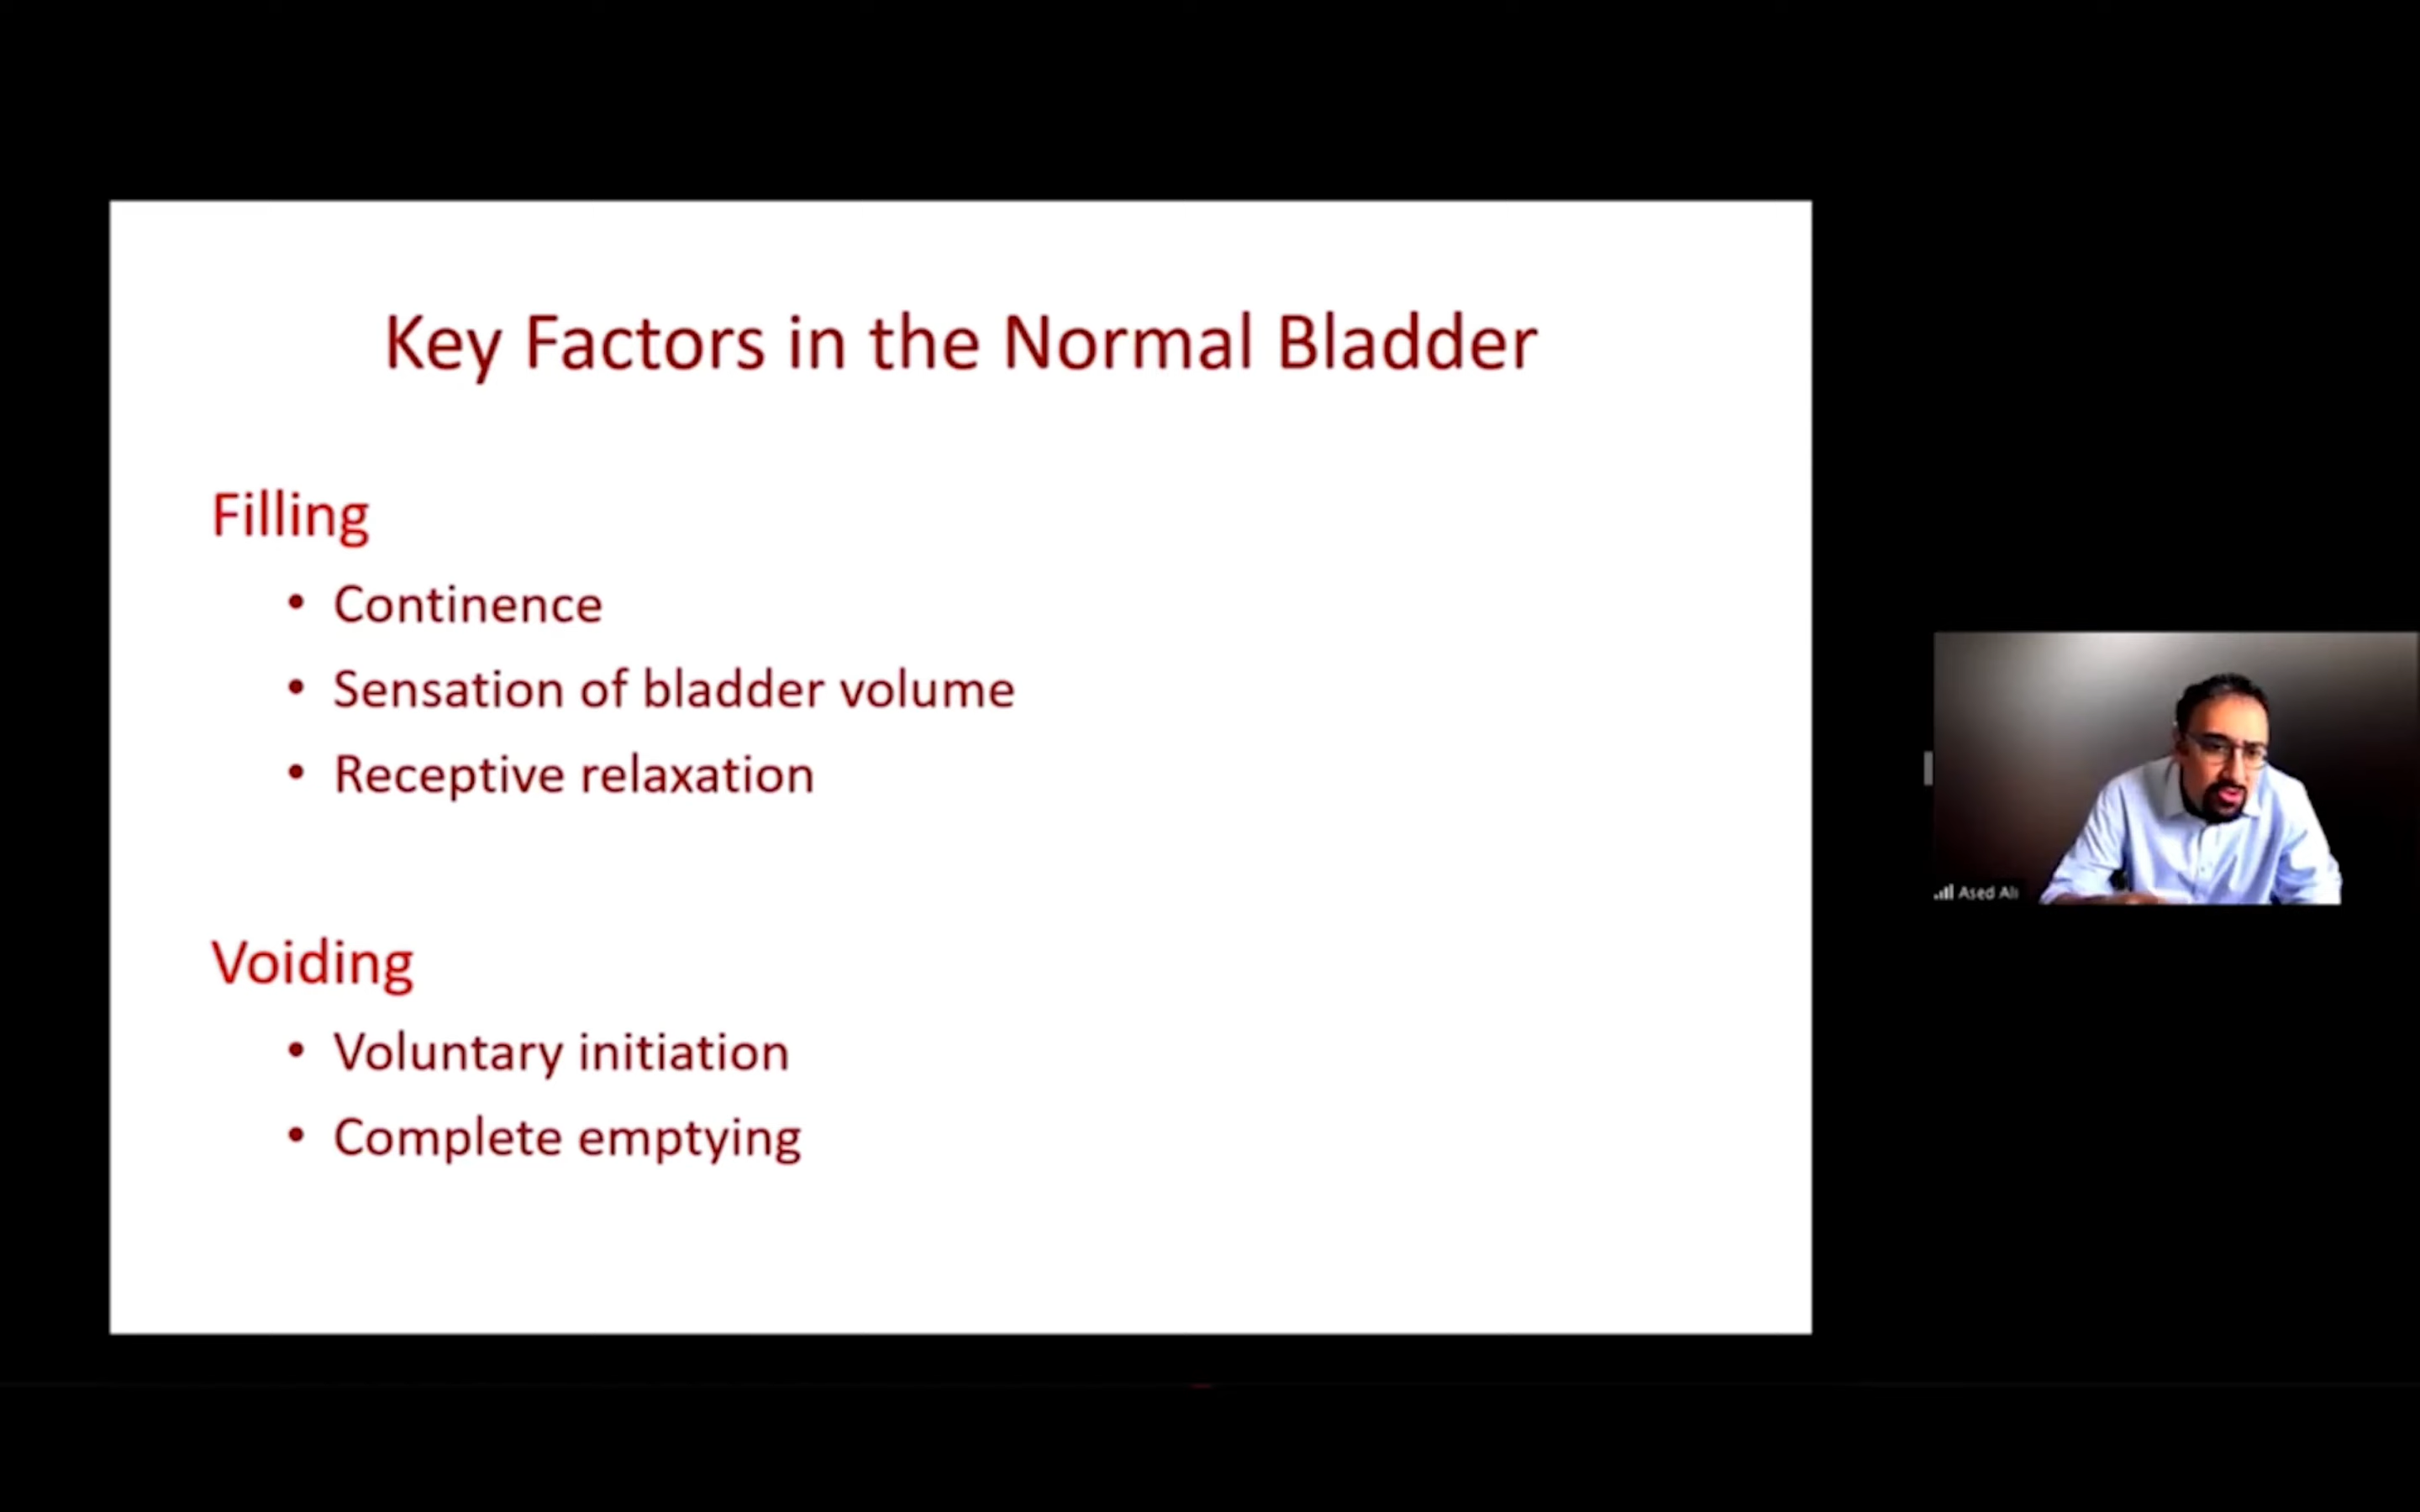 Key Factors in the Normal Bladder
Filling
• Continence
• Sensation of bladder volume
• Receptive relaxation
Voiding
• Voluntary initiation
• Complete emptying
Ased Ali